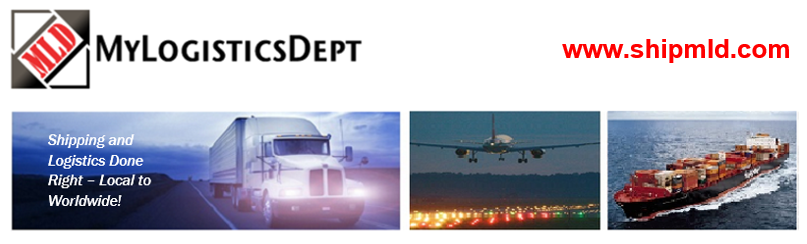 MLD
MyLogisticsDept
www.shipmld.com
Shipping and
Logistics Done
Right – Local to
Worldwide!